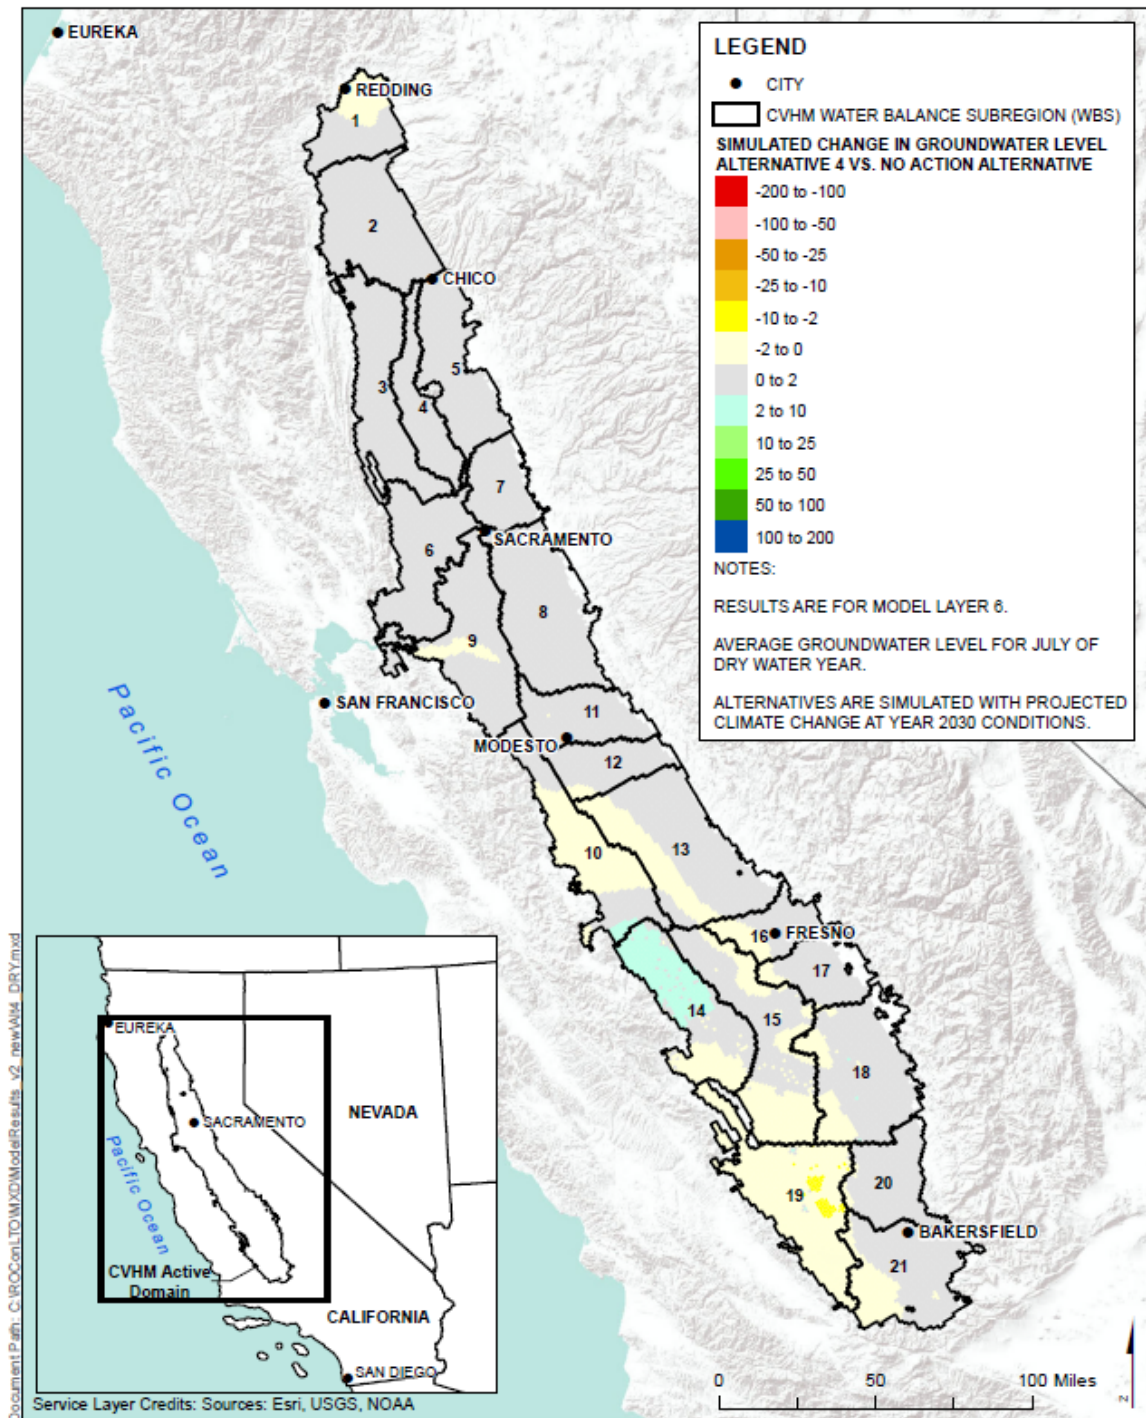 EUREKA
REDDING
1
2
CHICO
3
4
5
7
6
SACRAMENTO
8
9
SAN FRANCISCO
11
MODESTO
12
10
13
16
FRESNO
17
14
15
18
19
20
BAKERSFIELD
21
Pacific Ocean
LEGEND
CITY
CVHM WATER BALANCE SUBREGION (WBS)
SIMULATED CHANGE IN GROUNDWATER LEVEL
ALTERNATIVE 4 VS. NO ACTION ALTERNATIVE
-200 to -100
-100 to -50
-50 to -25
-25 to -10
-10 to -2
-2 to 0
0 to 2
2 to 10
10 to 25
25 to 50
50 to 100
100 to 200
NOTES:
RESULTS ARE FOR MODEL LAYER 6.
AVERAGE GROUNDWATER LEVEL FOR JULY OF
DRY WATER YEAR.
ALTERNATIVES ARE SIMULATED WITH PROJECTED
CLIMATE CHANGE AT YEAR 2030 CONDITIONS.
EUREKA
SACRAMENTO
NEVADA
Pacific Ocean
CVHM Active
Domain
CALIFORNIA
SAN DIEGO
0 50 100 Miles
Z
Service Layer Credits: Sources: Esri, USGS, NOAA